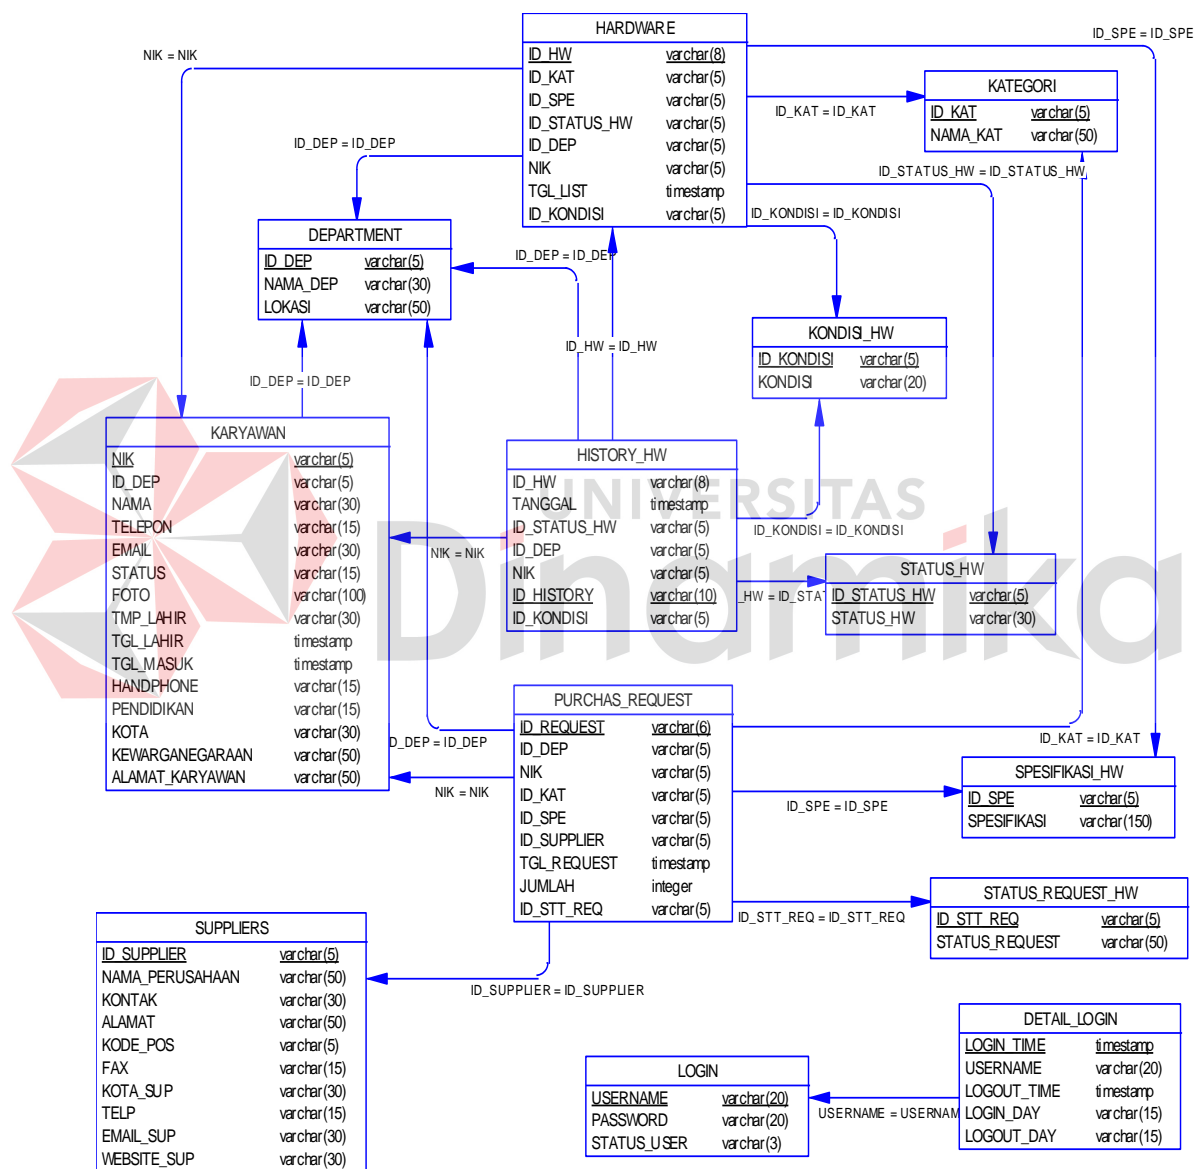 HARDWARE
ID_HW varchar(8)
ID_KAT varchar(5)
ID_SPE varchar(5)
ID_STATUS_HW varchar(5)
ID_DEP varchar(5)
NIK varchar(5)
TGL_LIST timestamp
ID_KONDISI varchar(5)
NIK = NIK
ID_SPE = ID_SPE
ID_KAT = ID_KAT
KATEGORI
ID_KAT varchar(5)
NAMA_KAT varchar(50)
ID_DEP = ID_DEP
ID_STATUS_HW = ID_STATUS_HW
ID_KONDISI = ID_KONDISI
DEPARTMENT
ID_DEP varchar(5)
NAMA_DEP varchar(30)
LOKASI varchar(50)
ID_DEP = ID_DEP
ID_HW = ID_HW
KONDISI_HW
ID_KONDISI varchar(5)
KONDISI varchar(20)
ID_DEP = ID_DEP
KARYAWAN
NIK varchar(5)
ID_DEP varchar(5)
NAMA varchar(30)
TELEPON varchar(15)
EMAIL varchar(30)
STATUS varchar(15)
FOTO varchar(100)
TMP_LAHIR varchar(30)
TGL_LAHIR timestamp
TGL_MASUK timestamp
HANDPHONE varchar(15)
PENDIDIKAN varchar(15)
KOTA varchar(30)
KEWARGANEGARAAN varchar(50)
ALAMAT_KARYAWAN varchar(50)
HISTORY_HW
ID_HW varchar(8)
TANGGAL timestamp
ID_STATUS_HW varchar(5)
ID_DEP varchar(5)
NIK varchar(5)
ID_HISTORY varchar(10)
ID_KONDISI varchar(5)
UNIVERSITAS
Dinamika
ID_KONDISI = ID_KONDISI
NIK = NIK
_HW = ID_STAT
STATUS_HW
ID_STATUS_HW varchar(5)
STATUS_HW varchar(30)
PURCHAS_REQUEST
ID_REQUEST varchar(6)
ID_DEP varchar(5)
NIK varchar(5)
ID_KAT varchar(5)
ID_SPE varchar(5)
ID_SUPPLIER varchar(5)
TGL_REQUEST timestamp
JUMLAH integer
ID_STT_REQ varchar(5)
D_DEP = ID_DEP
NIK = NIK
ID_KAT = ID_KAT
ID_SPE = ID_SPE
SPESIFIKASI_HW
ID_SPE varchar(5)
SPESIFIKASI varchar(150)
ID_STT_REQ = ID_STT_REQ
STATUS_REQUEST_HW
ID_STT_REQ varchar(5)
STATUS_REQUEST varchar(50)
ID_SUPPLIER = ID_SUPPLIER
SUPPLIERS
ID_SUPPLIER varchar(5)
NAMA_PERUSAHAAN varchar(50)
KONTAK varchar(30)
ALAMAT varchar(50)
KODE_POS varchar(5)
FAX varchar(15)
KOTA_SUP varchar(30)
TELP varchar(15)
EMAIL_SUP varchar(30)
WEBSITE_SUP varchar(30)
LOGIN
USERNAME varchar(20)
PASSWORD varchar(20)
STATUS_USER varchar(3)
USERNAME = USERNAM
DETAIL_LOGIN
LOGIN_TIME timestamp
USERNAME varchar(20)
LOGOUT_TIME timestamp
LOGIN_DAY varchar(15)
LOGOUT_DAY varchar(15)